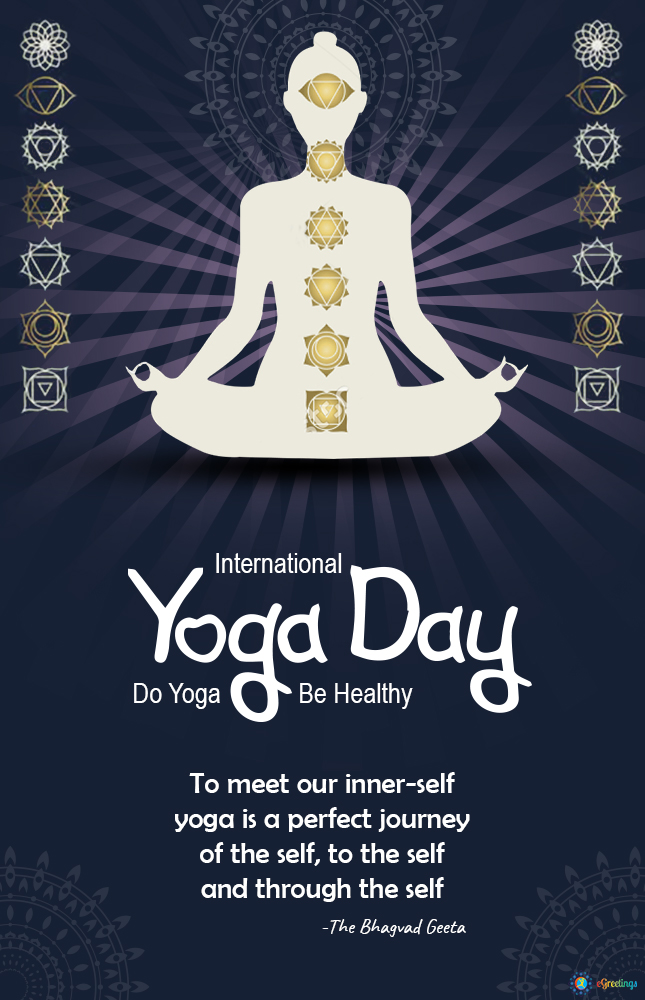 International
Yoga Day
Do Yoga Be Healthy
To meet our inner-self
yoga is a perfect journey
of the self, to the self
and through the self
-The Bhagvad Geeta
eGreetings